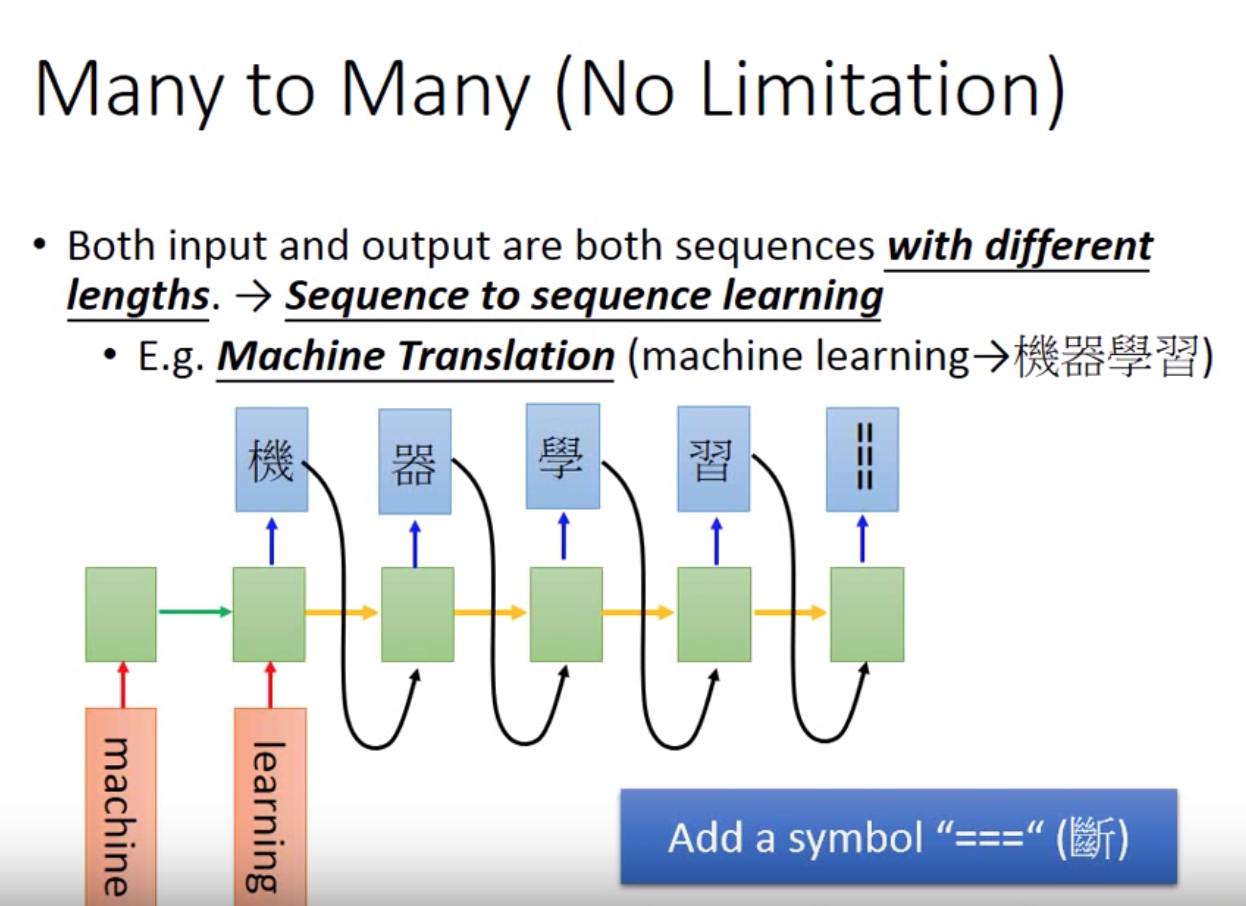 Many to Many (No Limitation)
• Both input and output are both sequences with different
lengths. → Sequence to sequence learning
• E.g. Machine Translation (machine learning→機器學習)
機 器 學 習 ===
machine learning
Add a symbol “===“ (斷)